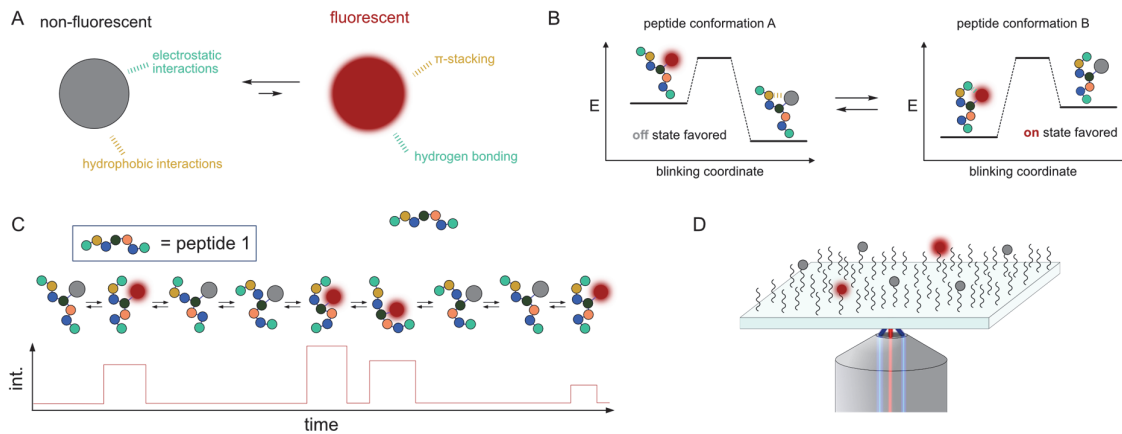 A
non-fluorescent
fluorescent
electrostatic
interactions
π-stacking
hydrophobic interactions
hydrogen bonding
B
peptide conformation A
peptide conformation B
E
off state favored
blinking coordinate
E
on state favored
blinking coordinate
C
= peptide 1
int.
time
D